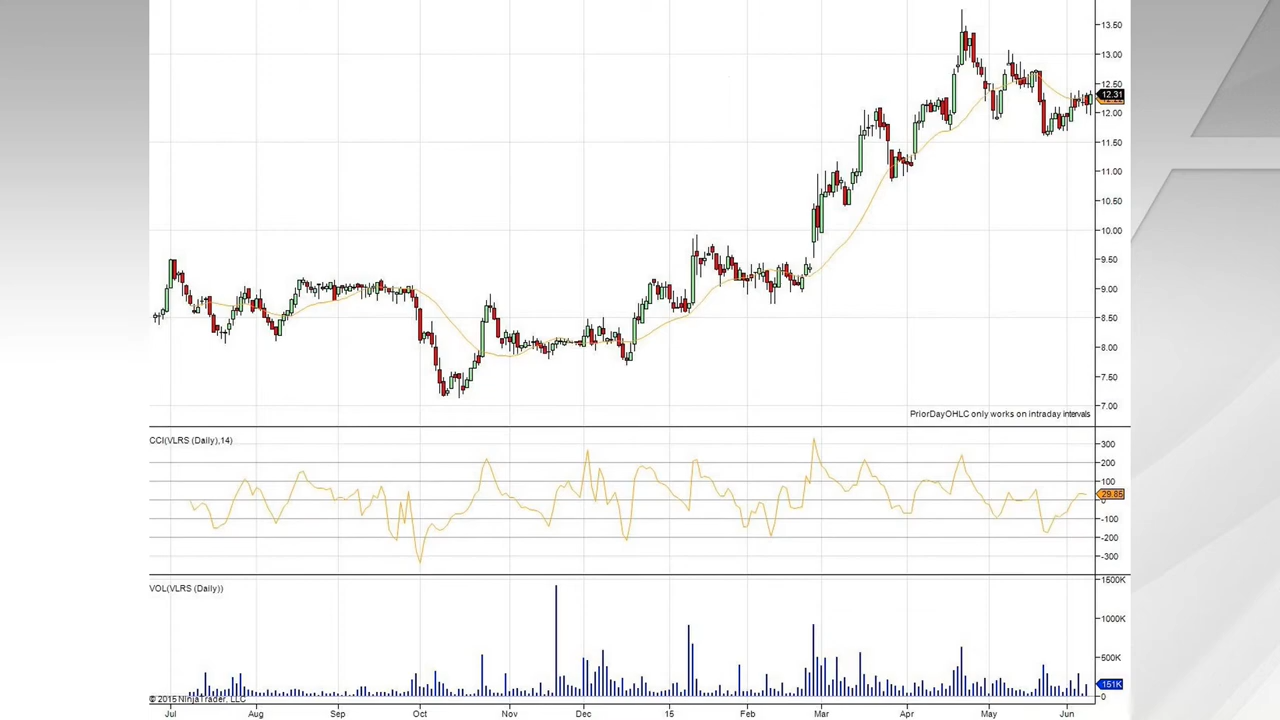 13.50
13.00
12.50
12.31
12.00
11.50
11.00
10.50
10.00
9.50
9.00
8.50
8.00
7.50
7.00
PriorDayOHLC only works on intraday intervals
CCI(VLRS (Daily),14)
300
200
100
29.85
0
-100
-200
-300
VOL(VLRS (Daily))
1500K
1000K
500K
151K
0
© 2015 NinjaTrader, LLC
Jul Aug Sep Oct Nov Dec 15 Feb Mar Apr May Jun